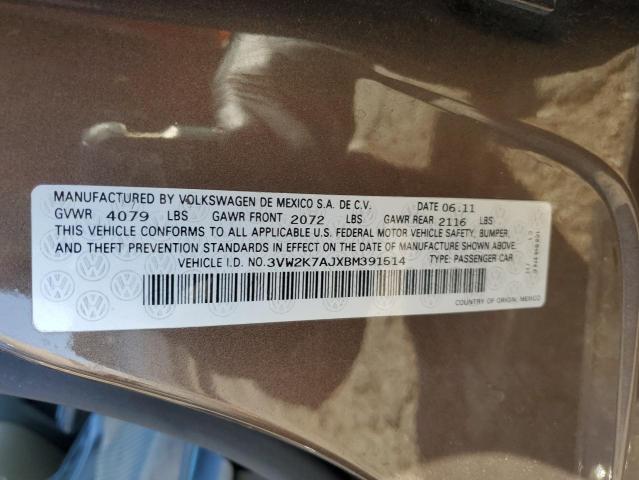 MANUFACTURED BY VOLKSWAGEN DE MEXICO S.A. DE C.V. DATE 06.11
GVWR 4079 LBS GAWR FRONT 2072 LBS GAWR REAR 2116 LBS
THIS VEHICLE CONFORMS TO ALL APPLICABLE U.S. FEDERAL MOTOR VEHICLE SAFETY, BUMPER,
AND THEFT PREVENTION STANDARDS IN EFFECT ON THE DATE OF MANUFACTURE SHOWN ABOVE.
VEHICLE I.D. NO. 3VW2K7AJXBM391614 TYPE: PASSENGER CAR
COUNTRY OF ORIGIN, MEXICO